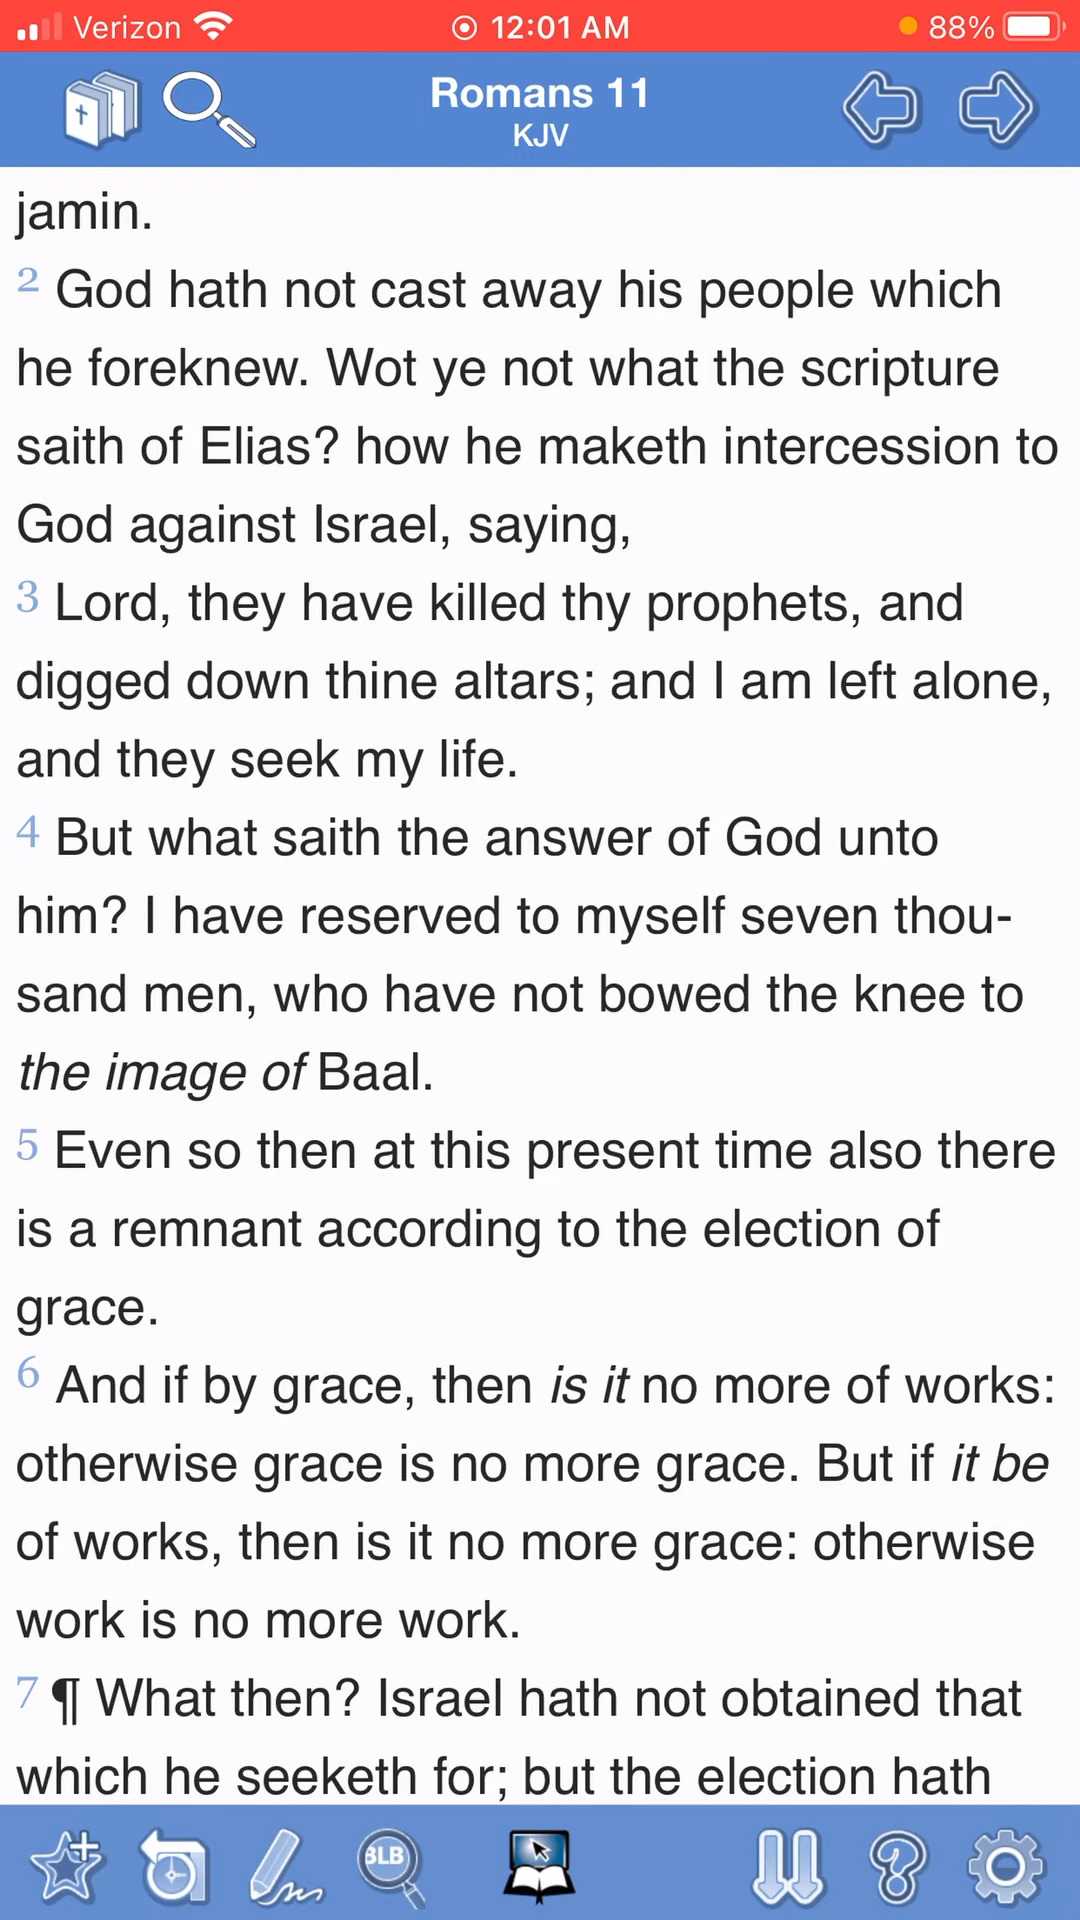 Verizon 12:01 AM 88%
Romans 11
KJV
jamin.
2 God hath not cast away his people which
he foreknew. Wot ye not what the scripture
saith of Elias? how he maketh intercession to
God against Israel, saying,
3 Lord, they have killed thy prophets, and
digged down thine altars; and I am left alone,
and they seek my life.
4 But what saith the answer of God unto
him? I have reserved to myself seven thou-
sand men, who have not bowed the knee to
the image of Baal.
5 Even so then at this present time also there
is a remnant according to the election of
grace.
6 And if by grace, then is it no more of works:
otherwise grace is no more grace. But if it be
of works, then is it no more grace: otherwise
work is no more work.
7 ¶ What then? Israel hath not obtained that
which he seeketh for; but the election hath
BLB